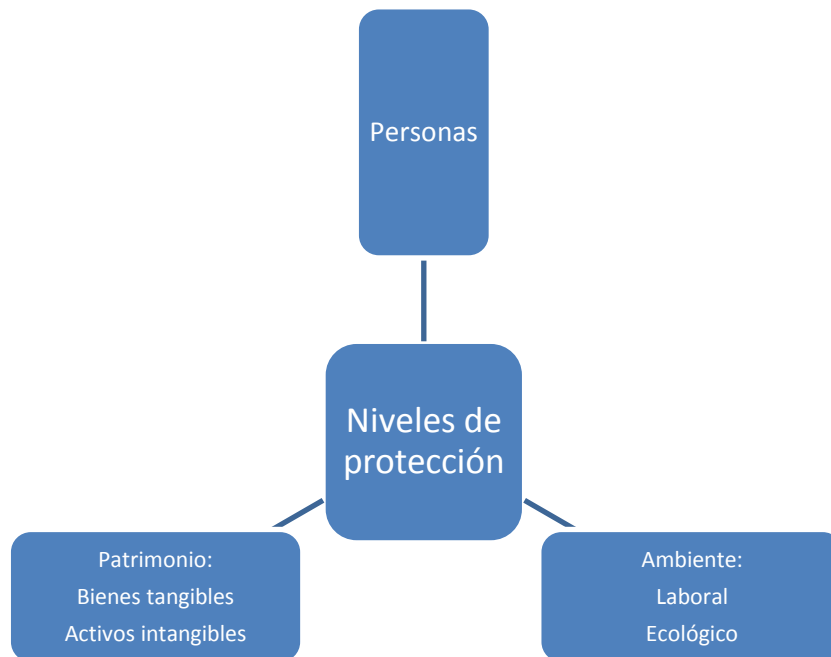 Personas
Niveles de
protección
Patrimonio:
Bienes tangibles
Activos intangibles
Ambiente:
Laboral
Ecológico